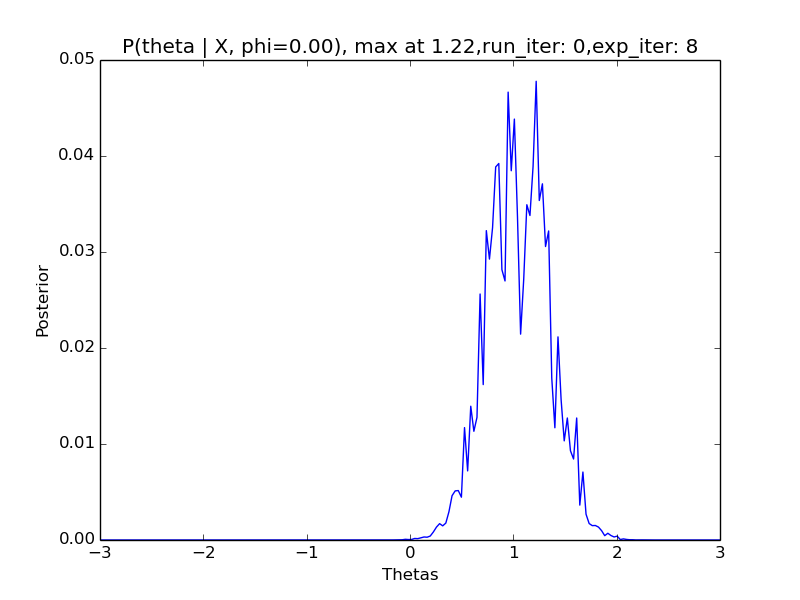 P(theta | X, phi=0.00), max at 1.22,run_iter: 0,exp_iter: 8
0.05
0.04
0.03
0.02
0.01
0.00
Posterior
−3 −2 −1 0 1 2 3
Thetas